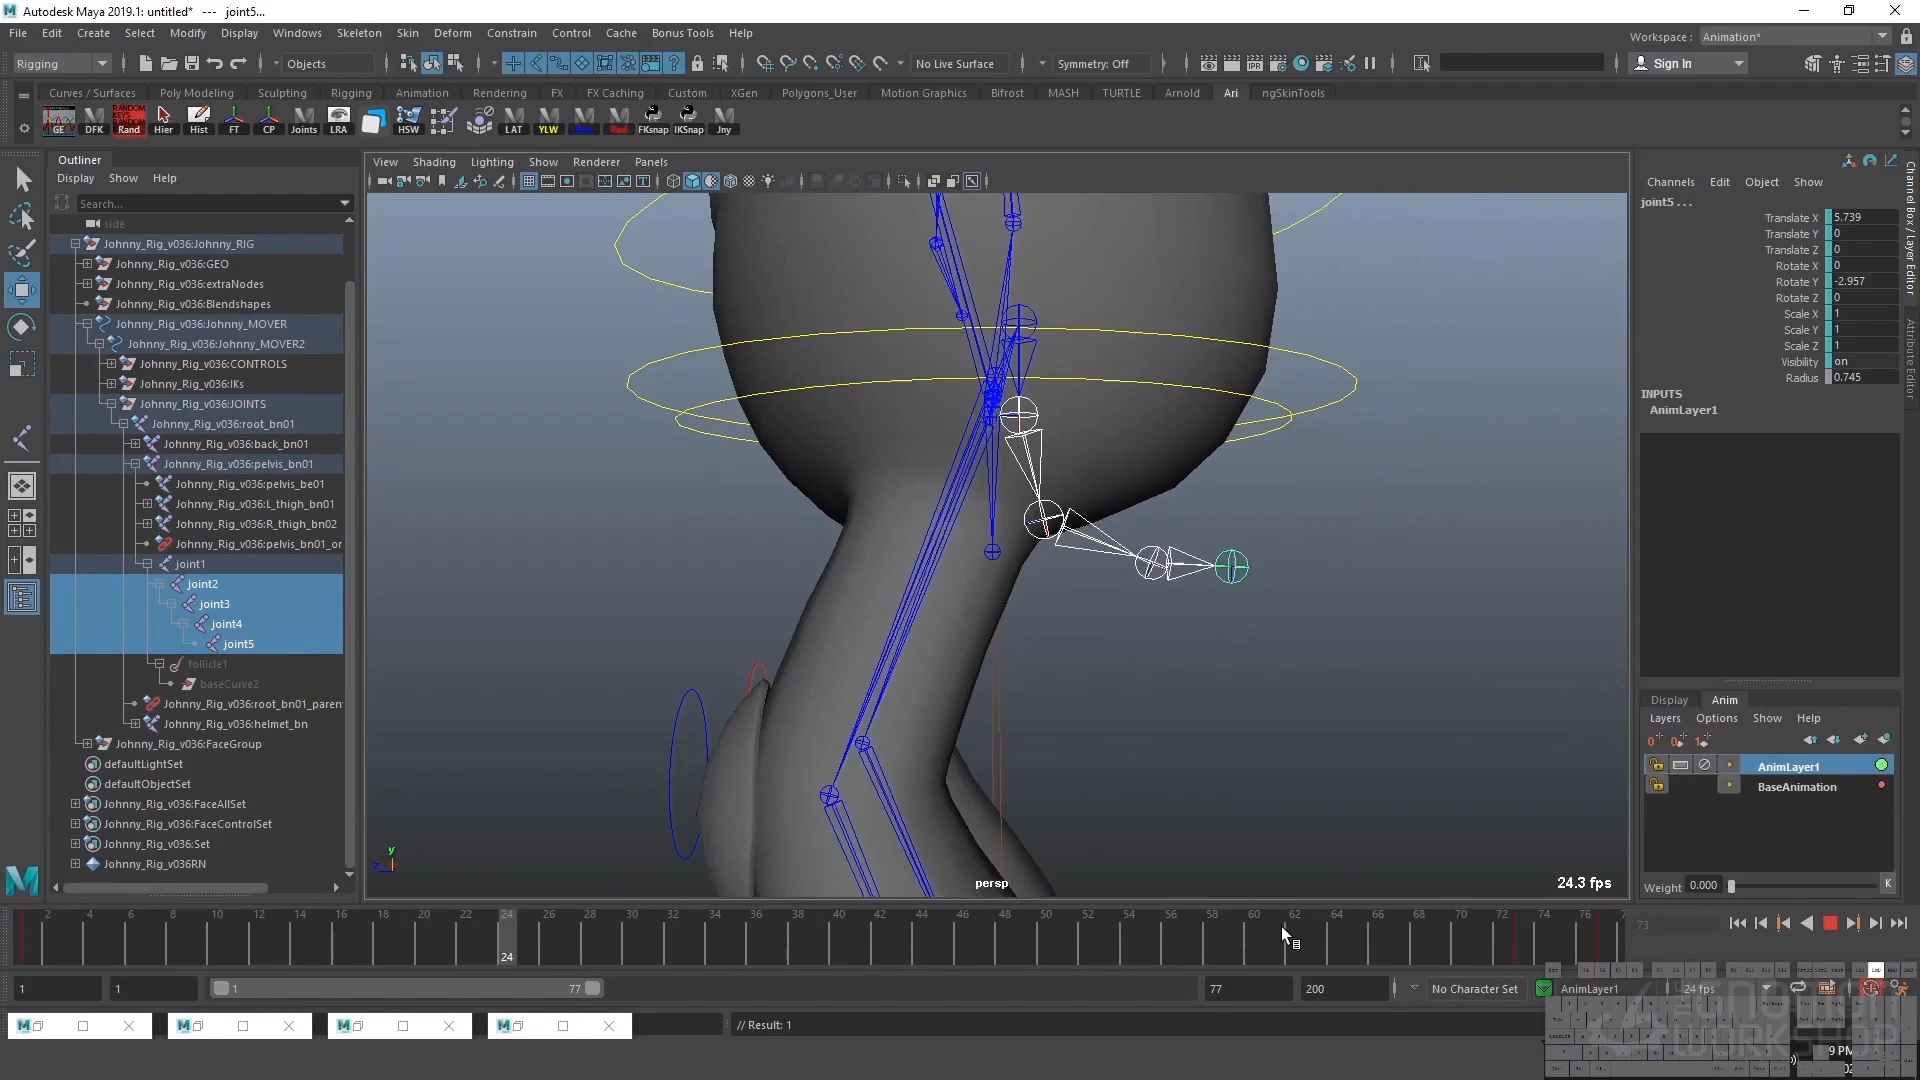 Autodesk Maya 2019.1: untitled* --- joint5...
File Edit Create Select Modify Display Windows Skeleton Skin Deform Constrain Control Cache Bonus Tools Help
Workspace : Animation*
Rigging Objects No Live Surface Symmetry: Off Sign In
Curves / Surfaces Poly Modeling Sculpting Rigging Animation Rendering FX FX Caching Custom XGen Polygons_User Motion Graphics Bifrost MASH TURTLE Arnold Ari ngSkinTools
GE DFK Rand Hier Hist FT CP Joints LRA HSW LAT YLW Red FKsnap IKSnap Jny
Outliner
Display Show Help
Search...
side
Johnny_Rig_v036:Johnny_RIG
Johnny_Rig_v036:GEO
Johnny_Rig_v036:extraNodes
Johnny_Rig_v036:Blendshapes
Johnny_Rig_v036:Johnny_MOVER
Johnny_Rig_v036:Johnny_MOVER2
Johnny_Rig_v036:CONTROLS
Johnny_Rig_v036:IKs
Johnny_Rig_v036:JOINTS
Johnny_Rig_v036:root_bn01
Johnny_Rig_v036:back_bn01
Johnny_Rig_v036:pelvis_bn01
Johnny_Rig_v036:pelvis_be01
Johnny_Rig_v036:L_thigh_bn01
Johnny_Rig_v036:R_thigh_bn02
Johnny_Rig_v036:pelvis_bn01_or
joint1
joint2
joint3
joint4
joint5
follicle1
baseCurve2
Johnny_Rig_v036:root_bn01_paren
Johnny_Rig_v036:helmet_bn
Johnny_Rig_v036:FaceGroup
defaultLightSet
defaultObjectSet
Johnny_Rig_v036:FaceAllSet
Johnny_Rig_v036:FaceControlSet
Johnny_Rig_v036:Set
Johnny_Rig_v036RN
View Shading Lighting Show Renderer Panels
y
z
persp
24.3 fps
Channels Edit Object Show
joint5 ...
Translate X 5.739
Translate Y 0
Translate Z 0
Rotate X 0
Rotate Y -2.957
Rotate Z 0
Scale X 1
Scale Y 1
Scale Z 1
Visibility on
Radius 0.745
INPUTS
AnimLayer1
Channel Box / Layer Editor
Attribute Editor
Display Anim
Layers Options Show Help
AnimLayer1
BaseAnimation
Weight 0.000 K
2 4 6 8 10 12 14 16 18 20 22 24 26 28 30 32 34 36 38 40 42 44 46 48 50 52 54 56 58 60 62 64 66 68 70 72 74 76 7
24
73
1 1 1 77 77 200 No Character Set AnimLayer1 24 fps
// Result: 1
WORKSHOP
9 PM